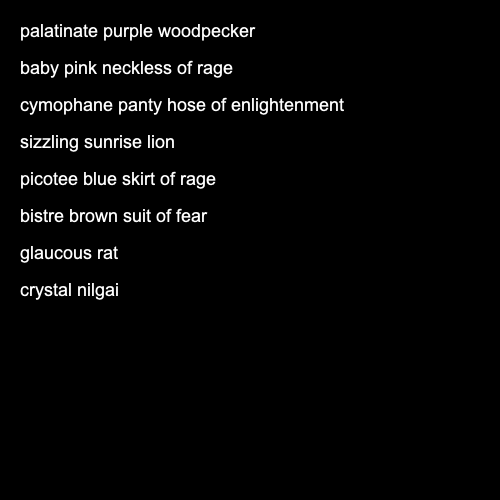 palatinate purple woodpecker
baby pink neckless of rage
cymophane panty hose of enlightenment
sizzling sunrise lion
picotee blue skirt of rage
bistre brown suit of fear
glaucous rat
crystal nilgai